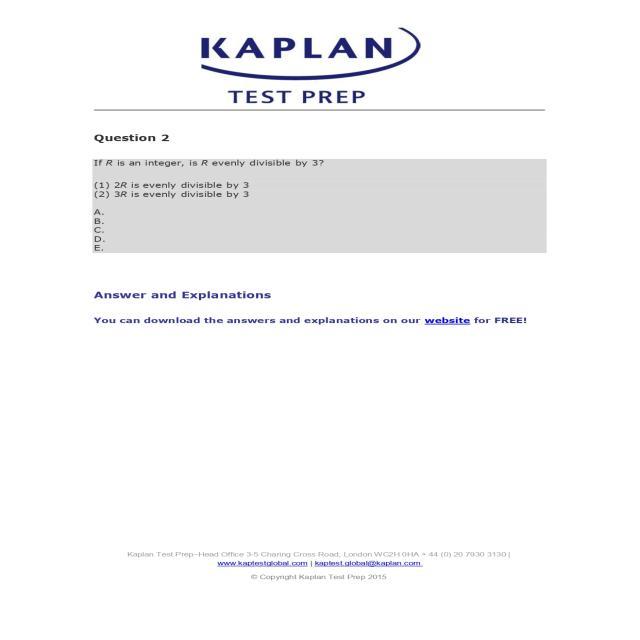 KAPLAN
TEST PREP
Question 2
If R is an integer, is R evenly divisible by 3?
(1) 2R is evenly divisible by 3
(2) 3R is evenly divisible by 3
A.
B.
C.
D.
E.
Answer and Explanations
You can download the answers and explanations on our website for FREE!
Kaplan Test Prep–Head Office 3-5 Charing Cross Road, London WC2H 0HA + 44 (0) 20 7930 3130 |
www.kaptestglobal.com | kaptest.global@kaplan.com
© Copyright Kaplan Test Prep 2015